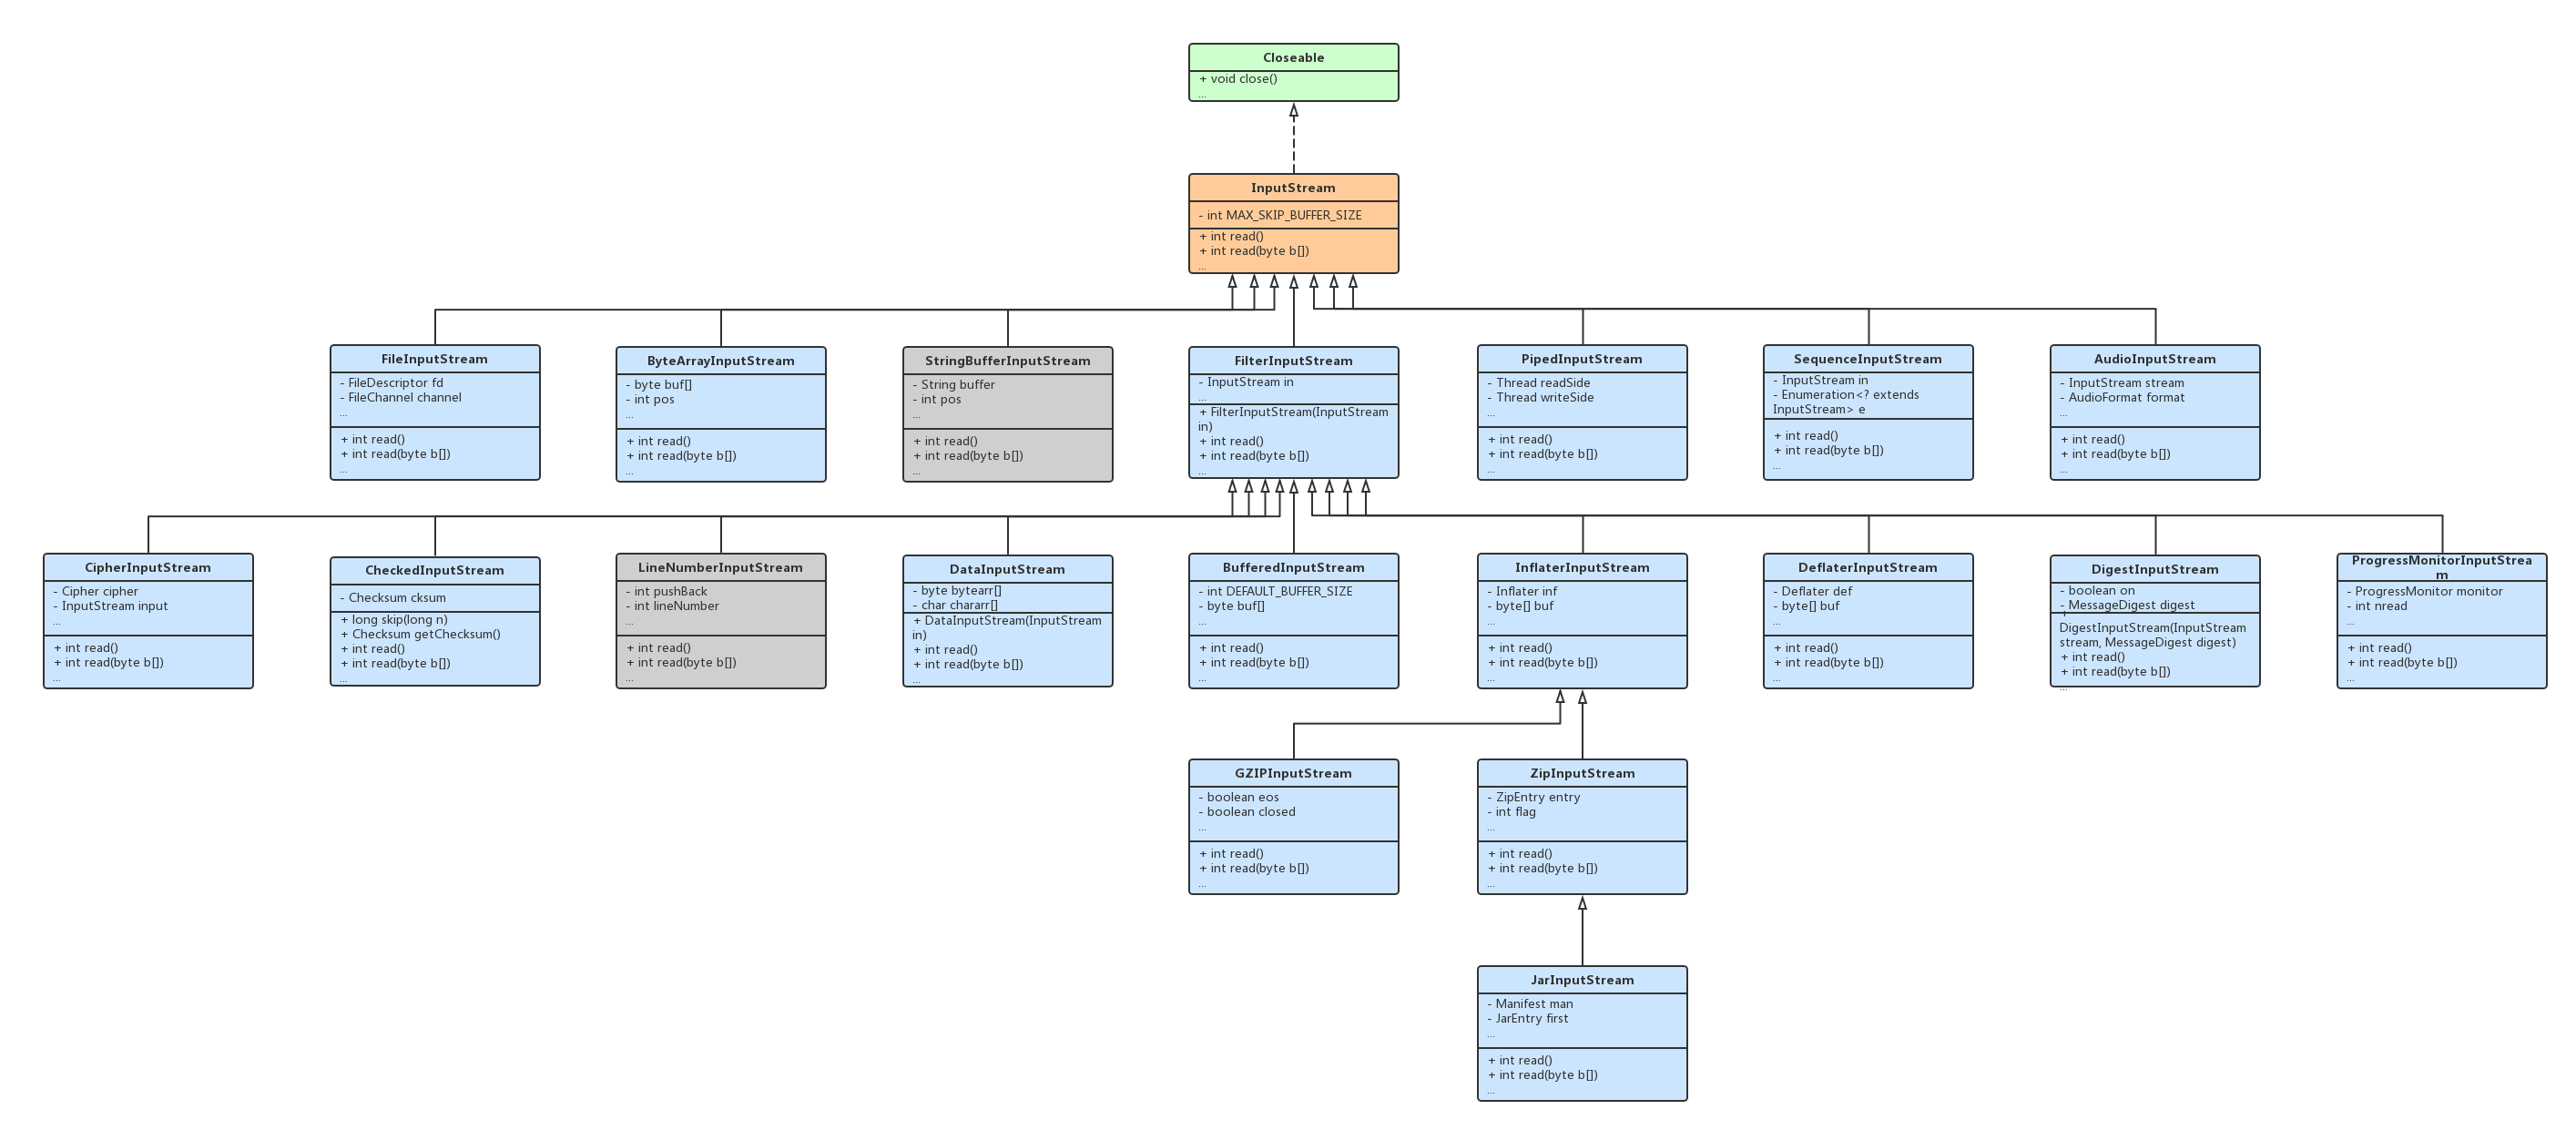 Closeable
+ void close()
...
InputStream
- int MAX_SKIP_BUFFER_SIZE
+ int read()
+ int read(byte b[])
...
FileInputStream
- FileDescriptor fd
- FileChannel channel
...
+ int read()
+ int read(byte b[])
...
ByteArrayInputStream
- byte buf[]
- int pos
...
+ int read()
+ int read(byte b[])
...
StringBufferInputStream
- String buffer
- int pos
...
+ int read()
+ int read(byte b[])
...
FilterInputStream
- InputStream in
...
+ FilterInputStream(InputStream
in)
+ int read()
+ int read(byte b[])
...
PipedInputStream
- Thread readSide
- Thread writeSide
...
+ int read()
+ int read(byte b[])
...
SequenceInputStream
- InputStream in
- Enumeration<? extends
InputStream> e
+ int read()
+ int read(byte b[])
...
AudioInputStream
- InputStream stream
- AudioFormat format
...
+ int read()
+ int read(byte b[])
...
CipherInputStream
- Cipher cipher
- InputStream input
...
+ int read()
+ int read(byte b[])
...
CheckedInputStream
- Checksum cksum
+ long skip(long n)
+ Checksum getChecksum()
+ int read()
+ int read(byte b[])
...
LineNumberInputStream
- int pushBack
- int lineNumber
...
+ int read()
+ int read(byte b[])
...
DataInputStream
- byte bytearr[]
- char chararr[]
+ DataInputStream(InputStream
in)
+ int read()
+ int read(byte b[])
...
BufferedInputStream
- int DEFAULT_BUFFER_SIZE
- byte buf[]
...
+ int read()
+ int read(byte b[])
...
InflaterInputStream
- Inflater inf
- byte[] buf
...
+ int read()
+ int read(byte b[])
...
DeflaterInputStream
- Deflater def
- byte[] buf
...
+ int read()
+ int read(byte b[])
...
DigestInputStream
- boolean on
- MessageDigest digest
+
DigestInputStream(InputStream
stream, MessageDigest digest)
+ int read()
+ int read(byte b[])
...
ProgressMonitorInputStrea
m
- ProgressMonitor monitor
- int nread
...
+ int read()
+ int read(byte b[])
...
GZIPInputStream
- boolean eos
- boolean closed
...
+ int read()
+ int read(byte b[])
...
ZipInputStream
- ZipEntry entry
- int flag
...
+ int read()
+ int read(byte b[])
...
JarInputStream
- Manifest man
- JarEntry first
...
+ int read()
+ int read(byte b[])
...